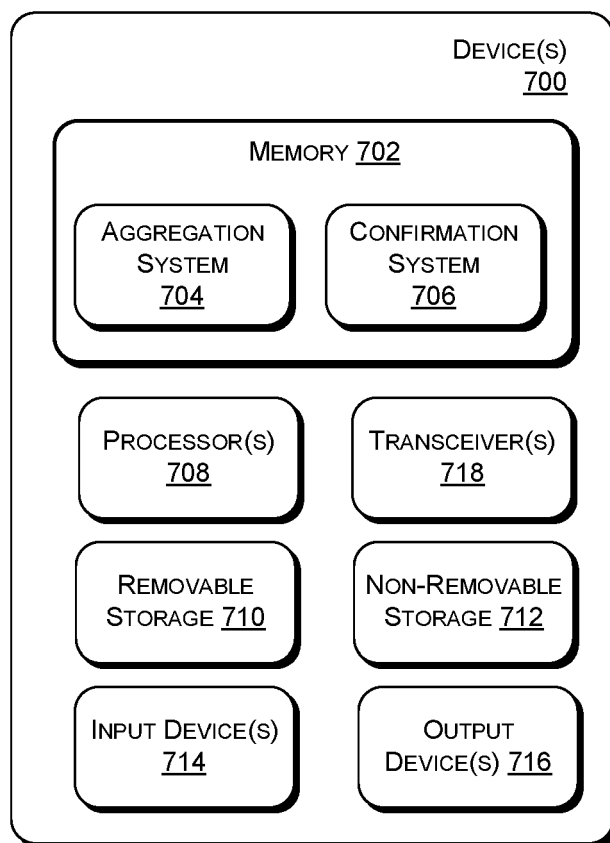 DEVICE(S)
700
MEMORY 702
AGGREGATION
SYSTEM
704
CONFIRMATION
SYSTEM
706
PROCESSOR(S)
708
TRANSCEIVER(S)
718
REMOVABLE
STORAGE 710
NON-REMOVABLE
STORAGE 712
INPUT DEVICE(S)
714
OUTPUT
DEVICE(S) 716